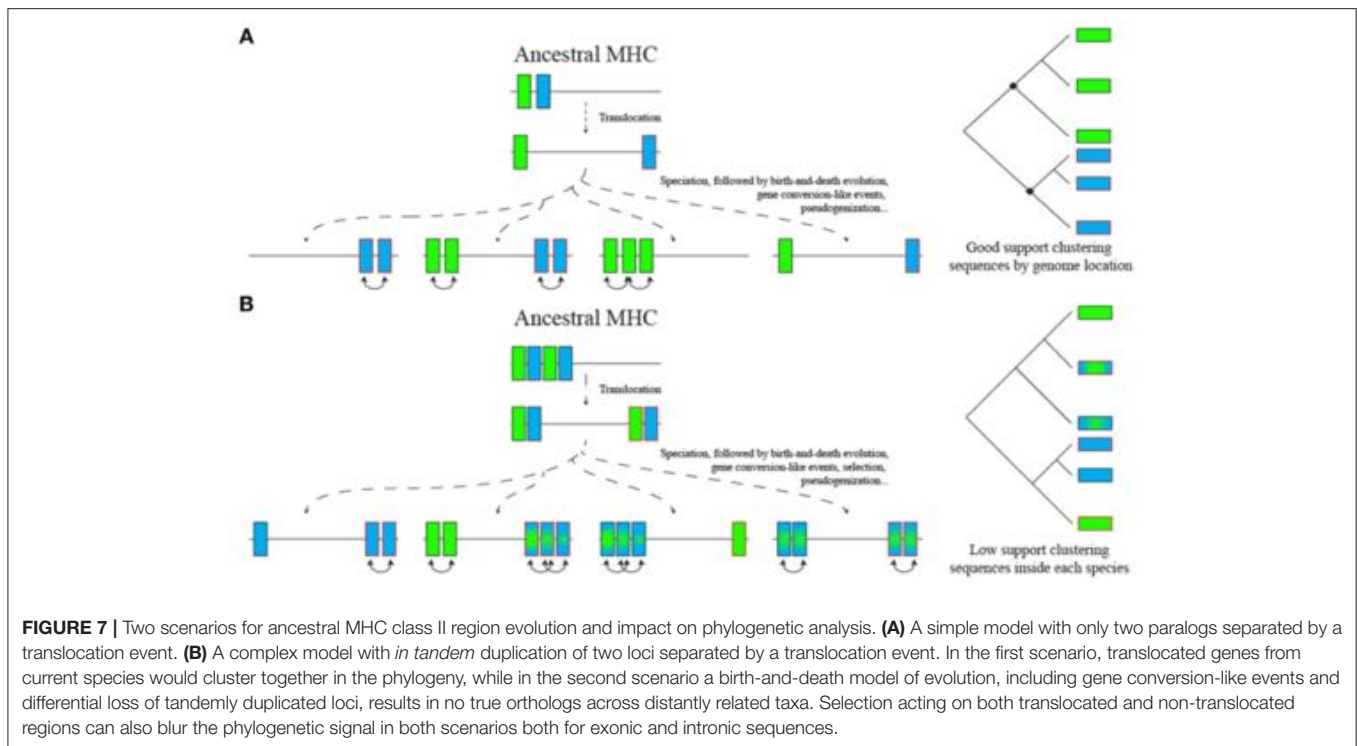 A
Ancestral MHC
Translocation
Speciation, followed by birth-and-death evolution,
gene conversion-like events,
pseudogenization...
Good support clustering
sequences by genome location
B
Ancestral MHC
Translocation
Speciation, followed by birth-and-death evolution,
gene conversion-like events, selection,
pseudogenization...
Low support clustering
sequences inside each species
FIGURE 7 | Two scenarios for ancestral MHC class II region evolution and impact on phylogenetic analysis. (A) A simple model with only two paralogs separated by a
translocation event. (B) A complex model with in tandem duplication of two loci separated by a translocation event. In the first scenario, translocated genes from
current species would cluster together in the phylogeny, while in the second scenario a birth-and-death model of evolution, including gene conversion-like events and
differential loss of tandemly duplicated loci, results in no true orthologs across distantly related taxa. Selection acting on both translocated and non-translocated
regions can also blur the phylogenetic signal in both scenarios both for exonic and intronic sequences.